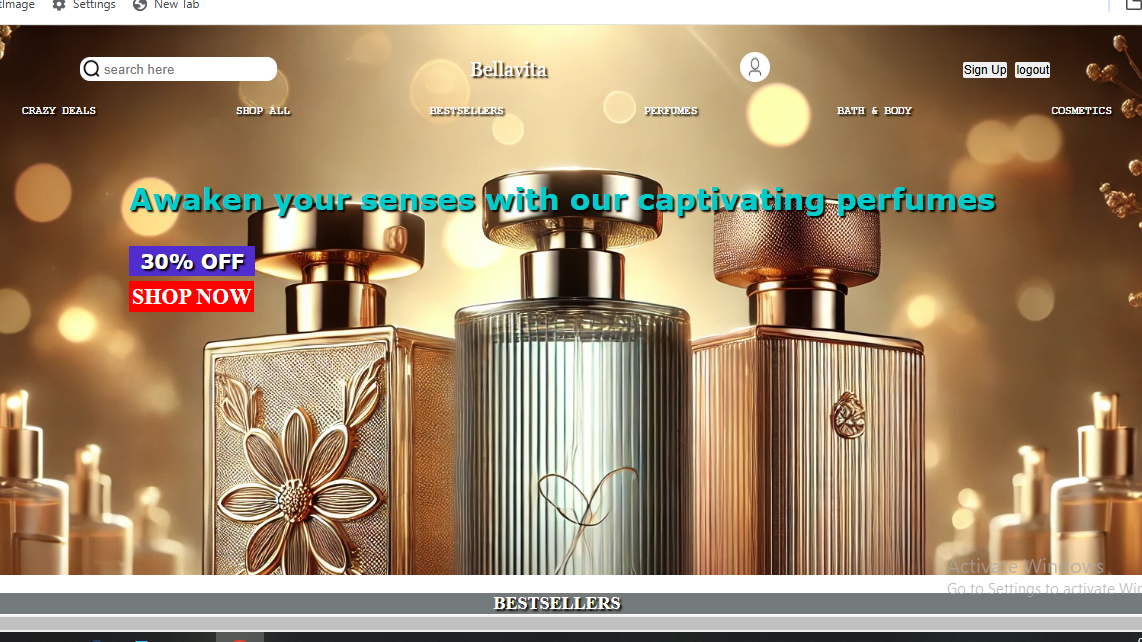 tImage Settings New Tab
search here Bellavita Sign Up logout
CRAZY DEALS SHOP ALL BESTSELLERS PERFUMES BATH & BODY COSMETICS
Awaken your senses with our captivating perfumes
30% OFF
SHOP NOW
Activate Windows
Go to Settings to activate Wi
BESTSELLERS